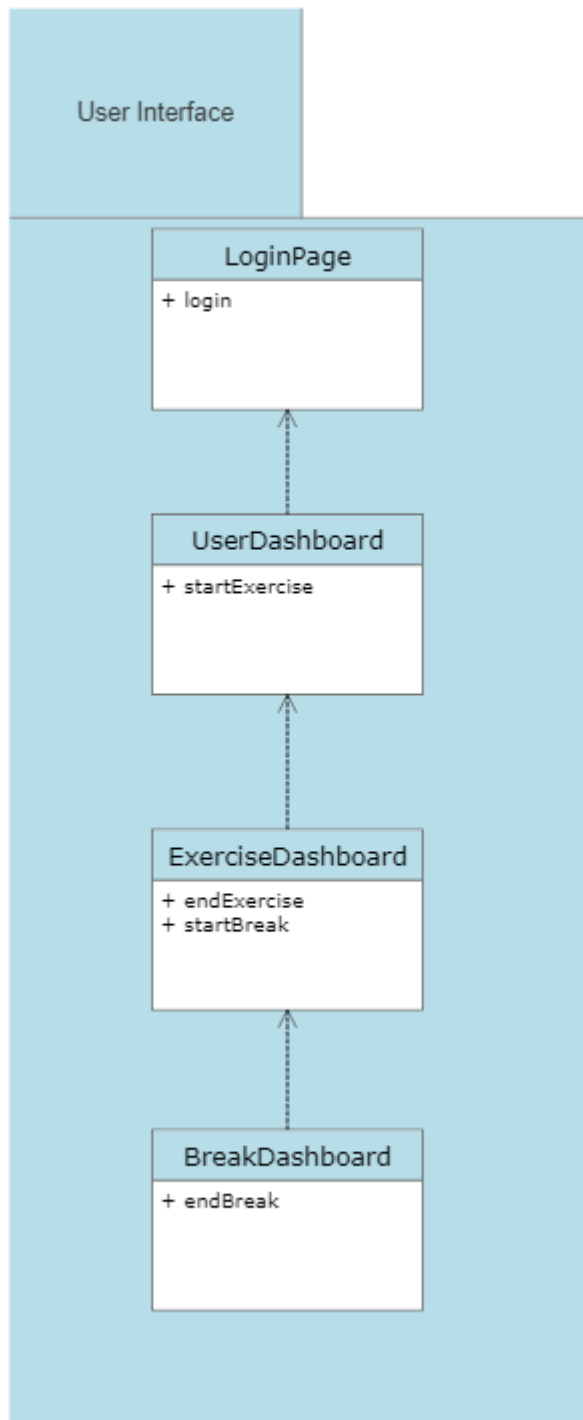 User Interface
LoginPage
+ login
UserDashboard
+ startExercise
ExerciseDashboard
+ endExercise
+ startBreak
BreakDashboard
+ endBreak